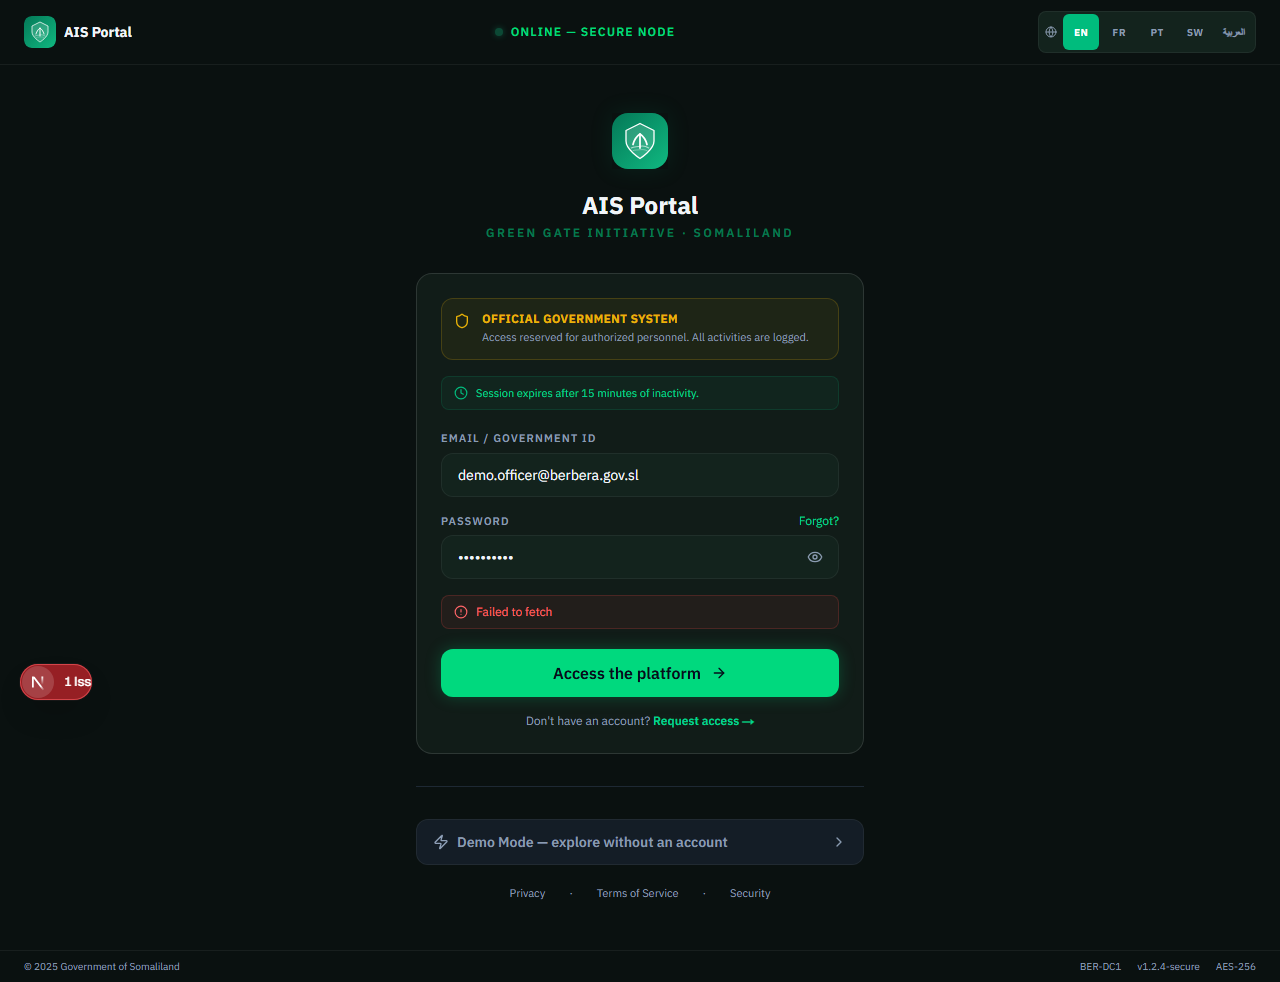 AIS Portal
ONLINE — SECURE NODE
EN FR PT SW العربية
AIS Portal
GREEN GATE INITIATIVE · SOMALILAND
OFFICIAL GOVERNMENT SYSTEM
Access reserved for authorized personnel. All activities are logged.
Session expires after 15 minutes of inactivity.
EMAIL / GOVERNMENT ID
demo.officer@berbera.gov.sl
PASSWORD Forgot?
••••••••••
Failed to fetch
Access the platform →
Don't have an account? Request access →
N 1 Iss
Demo Mode — explore without an account
Privacy · Terms of Service · Security
© 2025 Government of Somaliland
BER-DC1 v1.2.4-secure AES-256